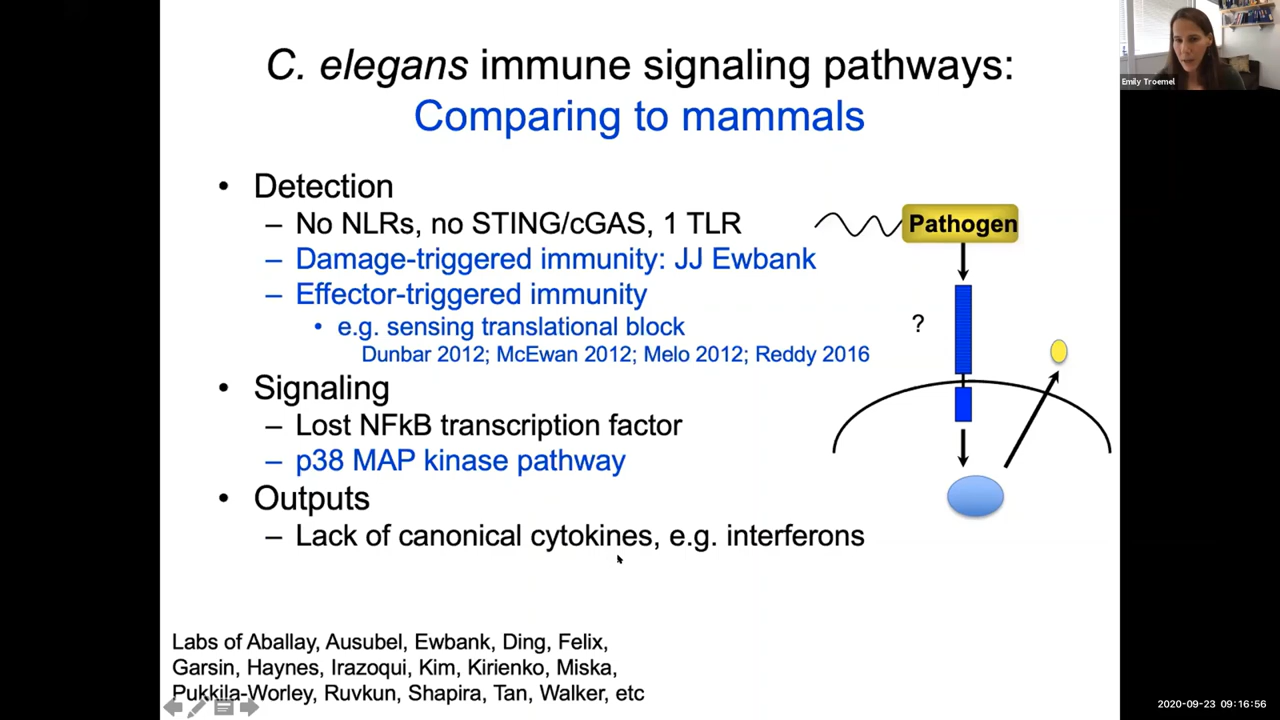 C. elegans immune signaling pathways:
Comparing to mammals
Emily Troemel
• Detection
– No NLRs, no STING/cGAS, 1 TLR
– Damage-triggered immunity: JJ Ewbank
– Effector-triggered immunity
• e.g. sensing translational block
Dunbar 2012; McEwan 2012; Melo 2012; Reddy 2016
• Signaling
– Lost NFkB transcription factor
– p38 MAP kinase pathway
• Outputs
– Lack of canonical cytokines, e.g. interferons
Pathogen
?
Labs of Aballay, Ausubel, Ewbank, Ding, Felix,
Garsin, Haynes, Irazoqui, Kim, Kirienko, Miska,
Pukkila-Worley, Ruvkun, Shapira, Tan, Walker, etc
2020-09-23 09:16:56